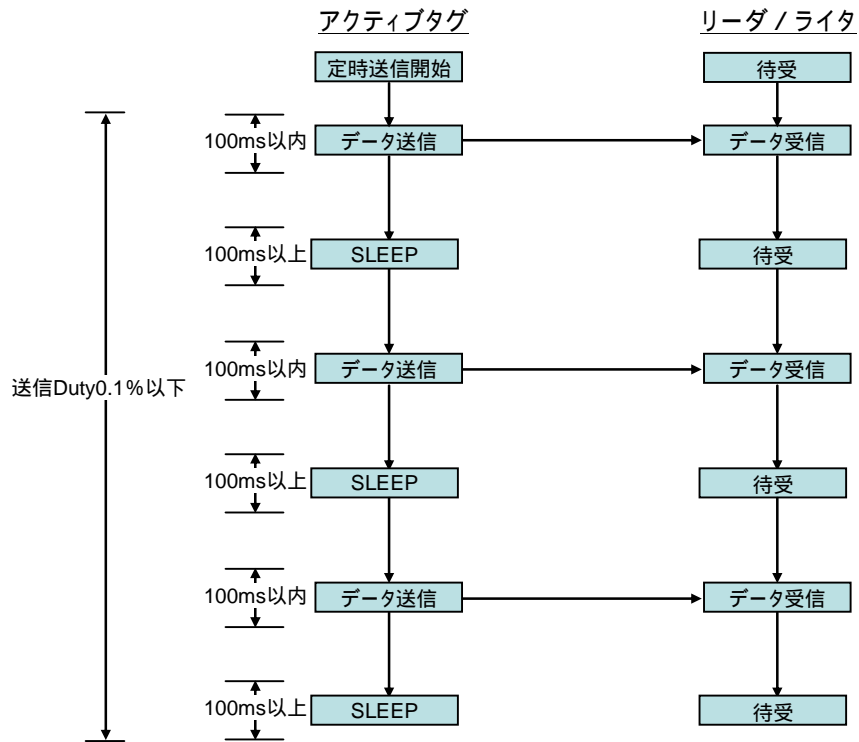 アクティブタグ リーダ / ライタ
定時送信開始 待受
100ms以内 データ送信 データ受信
100ms以上 SLEEP 待受
100ms以内 データ送信 データ受信
送信Duty0.1%以下
100ms以上 SLEEP 待受
100ms以内 データ送信 データ受信
100ms以上 SLEEP 待受